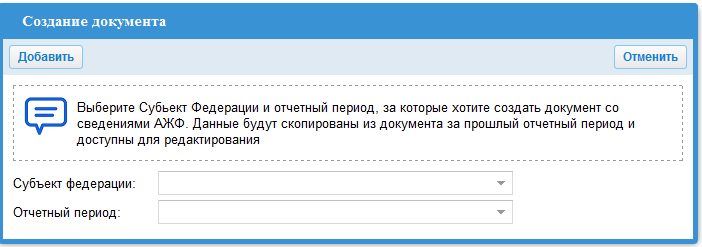 Создание документа
Добавить
Отменить
Выберите Субъект Федерации и отчетный период, за которые хотите создать документ со
сведениями АЖФ. Данные будут скопированы из документа за прошлый отчетный период и
доступны для редактирования
Субъект федерации:
Отчетный период: